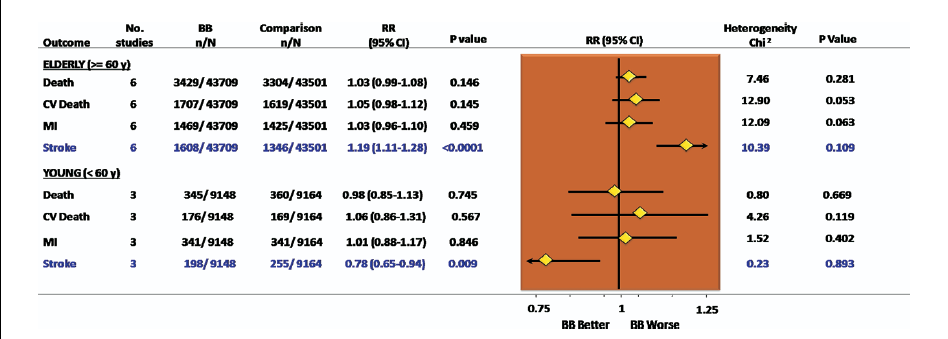 No. BB Comparison RR Heterogeneity
Outcome studies n/N n/N (95% CI) P value RR (95% CI) Chi² P Value
ELDERLY (>= 60 y)
Death 6 3429/43709 3304/43501 1.03 (0.99-1.08) 0.146 7.46 0.281
CV Death 6 1707/43709 1619/43501 1.05 (0.98-1.12) 0.145 12.90 0.053
MI 6 1469/43709 1425/43501 1.03 (0.96-1.10) 0.459 12.09 0.063
Stroke 6 1608/43709 1346/43501 1.19 (1.11-1.28) <0.0001 10.39 0.109
YOUNG (< 60 y)
Death 3 345/9148 360/9164 0.98 (0.85-1.13) 0.745 0.80 0.669
CV Death 3 176/9148 169/9164 1.06 (0.86-1.31) 0.567 4.26 0.119
MI 3 341/9148 341/9164 1.01 (0.88-1.17) 0.846 1.52 0.402
Stroke 3 198/9148 255/9164 0.78 (0.65-0.94) 0.009 0.23 0.893
0.75 1 1.25
BB Better BB Worse